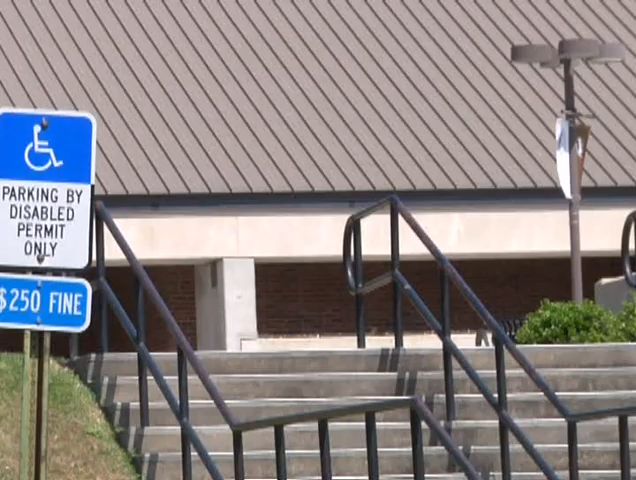 PARKING BY
DISABLED
PERMIT
ONLY
$250 FINE